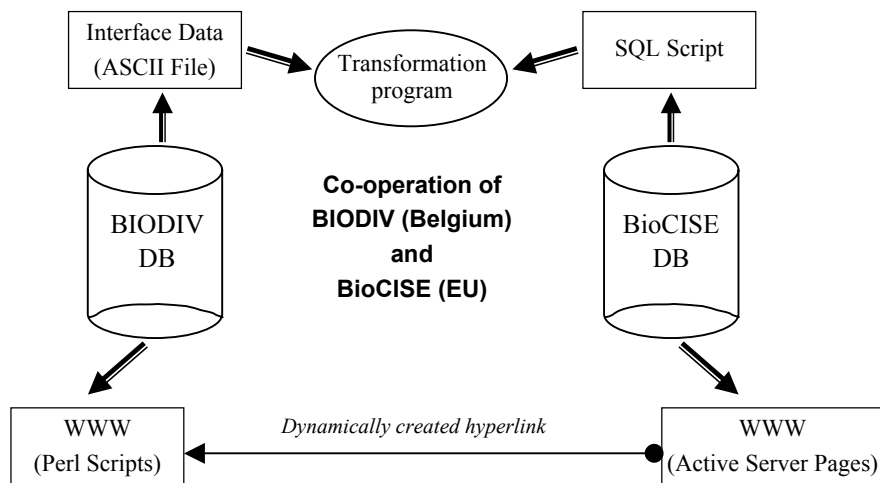 Interface Data
(ASCII File)
Transformation
program
SQL Script
BIODIV
DB
Co-operation of
BIODIV (Belgium)
and
BioCISE (EU)
BioCISE
DB
WWW
(Perl Scripts)
Dynamically created hyperlink
WWW
(Active Server Pages)